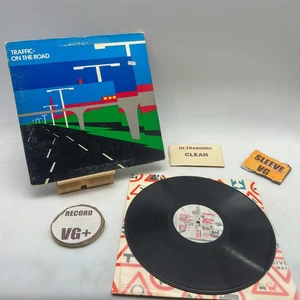 TRAFFIC-
ON THE ROAD
ULTRASONIC
CLEAN
SLEEVE
VG
RECORD
VG+